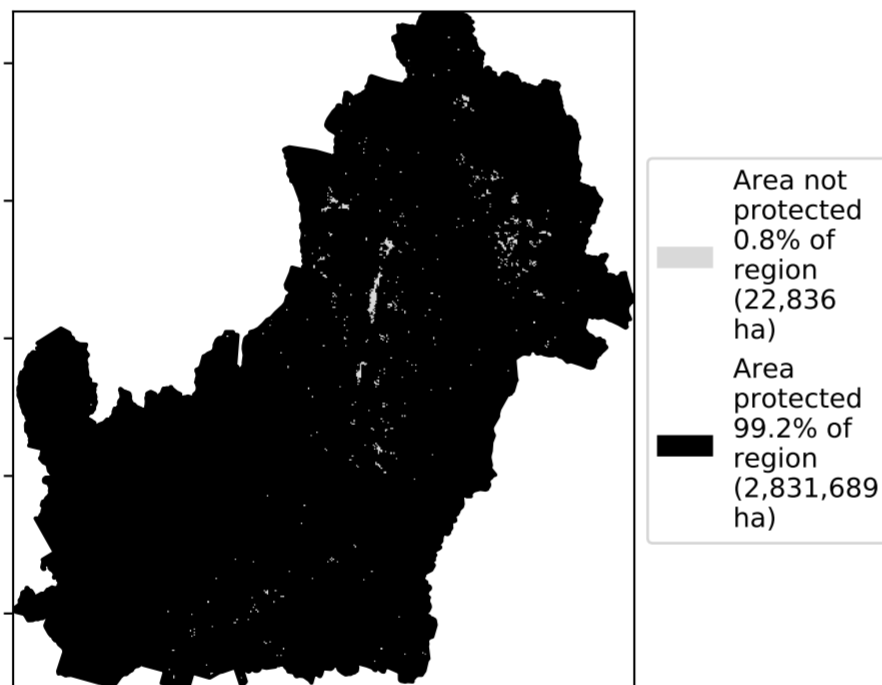 Area not
protected
0.8% of
region
(22,836
ha)
Area
protected
99.2% of
region
(2,831,689
ha)